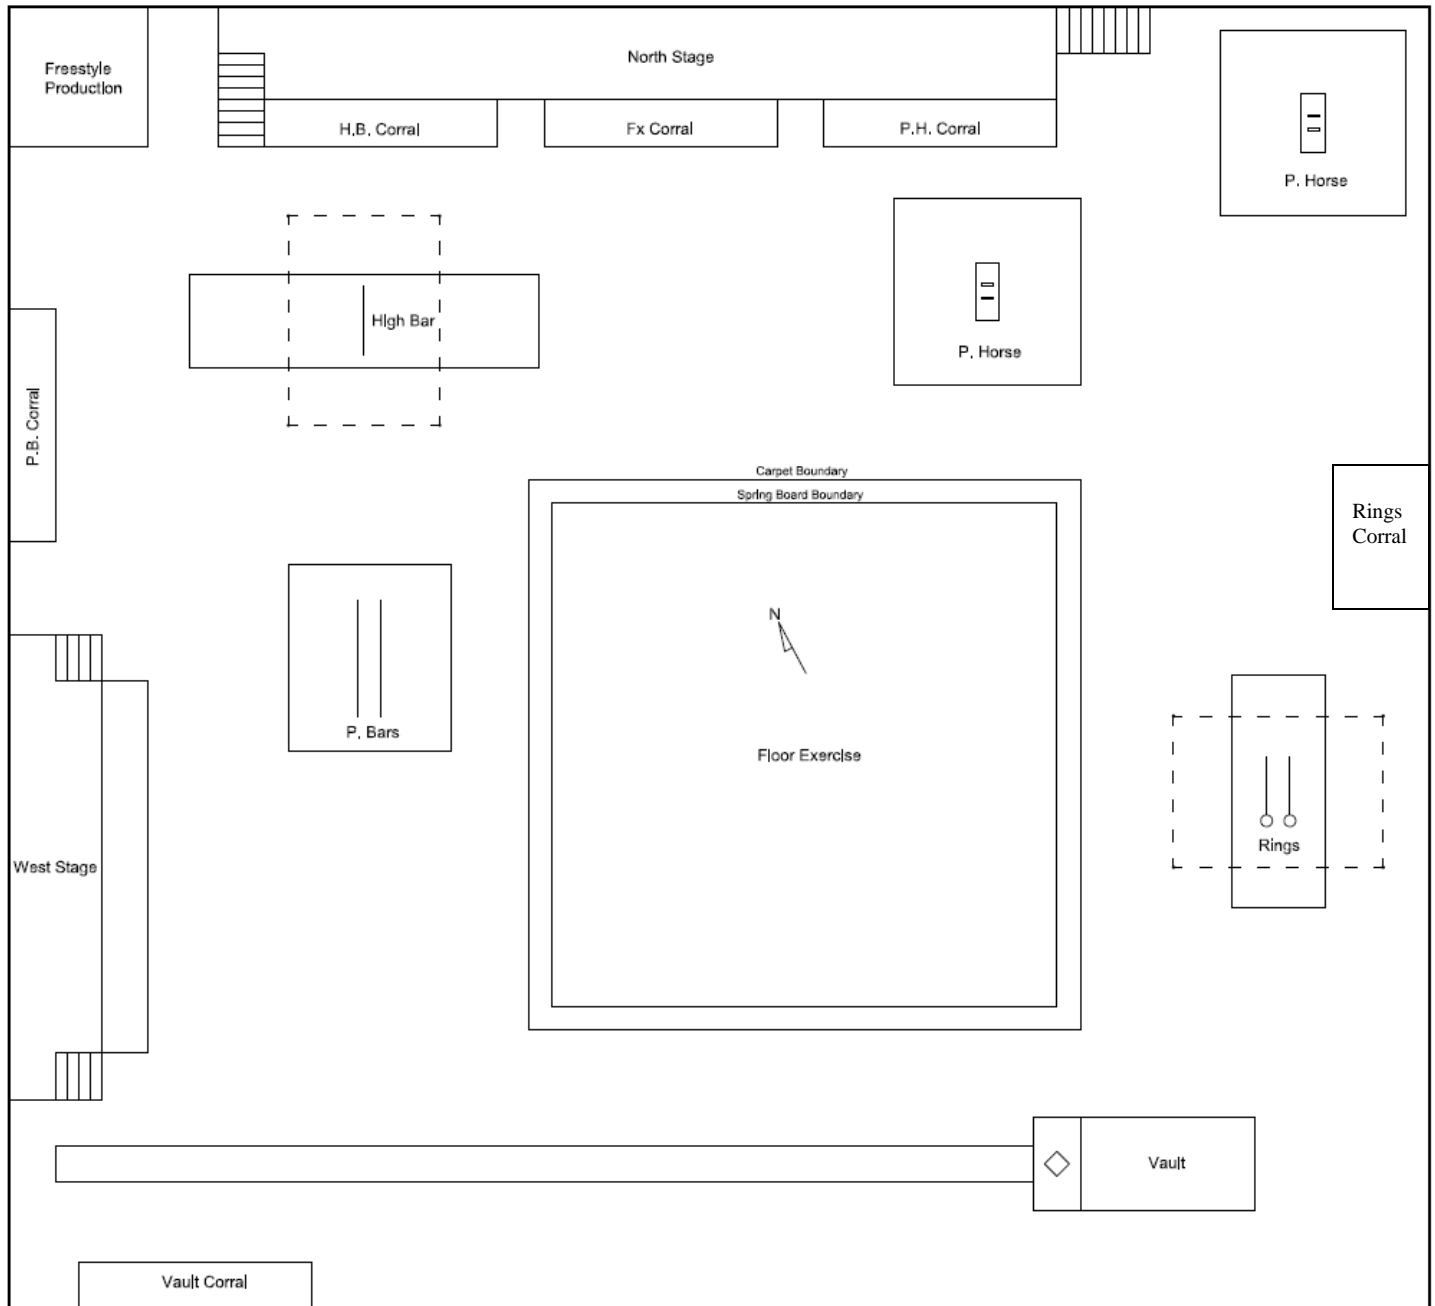 Freestyle
Production
North Stage
H.B. Corral
Fx Corral
P.H. Corral
P. Horse
P. Horse
High Bar
P.B. Corral
Carpet Boundary
Spring Board Boundary
Rings
Corral
N
P. Bars
Floor Exercise
Rings
West Stage
Vault
Vault Corral